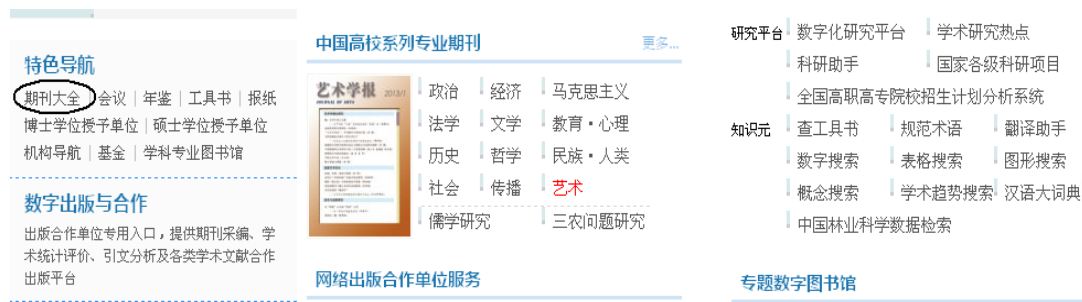 特色导航
期刊大全|会议|年鉴|工具书|报纸
博士学位授予单位|硕士学位授予单位
机构导航|基金|学科专业图书馆
数字出版与合作
出版合作单位专用入口，提供期刊采编、学
术统计评价、引文分析及各类学术文献合作
出版平台
中国高校系列专业期刊 更多...
艺术学报 2013/1
JOURNAL OF ARTS
政治 经济 马克思主义
法学 文学 教育·心理
历史 哲学 民族·人类
社会 传播 艺术
儒学研究 三农问题研究
网络出版合作单位服务
研究平台 数字化研究平台 学术研究热点
科研助手 国家各级科研项目
全国高职高专院校招生计划分析系统
知识元 查工具书 规范术语 翻译助手
数字搜索 表格搜索 图形搜索
概念搜索 学术趋势搜索 汉语大词典
中国林业科学数据检索
专题数字图书馆